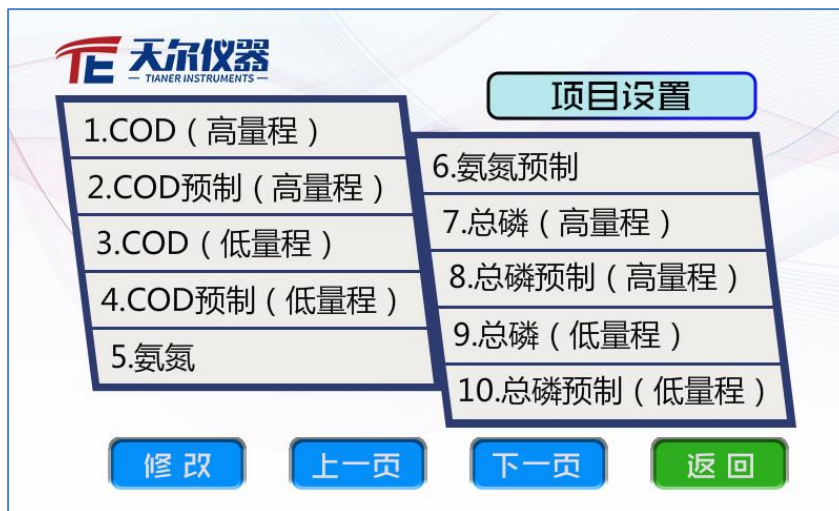 天尔仪器
TIANER INSTRUMENTS
项目设置
1.COD（高量程）
2.COD预制（高量程）
3.COD（低量程）
4.COD预制（低量程）
5.氨氮
6.氨氮预制
7.总磷（高量程）
8.总磷预制（高量程）
9.总磷（低量程）
10.总磷预制（低量程）
修改
上一页
下一页
返回